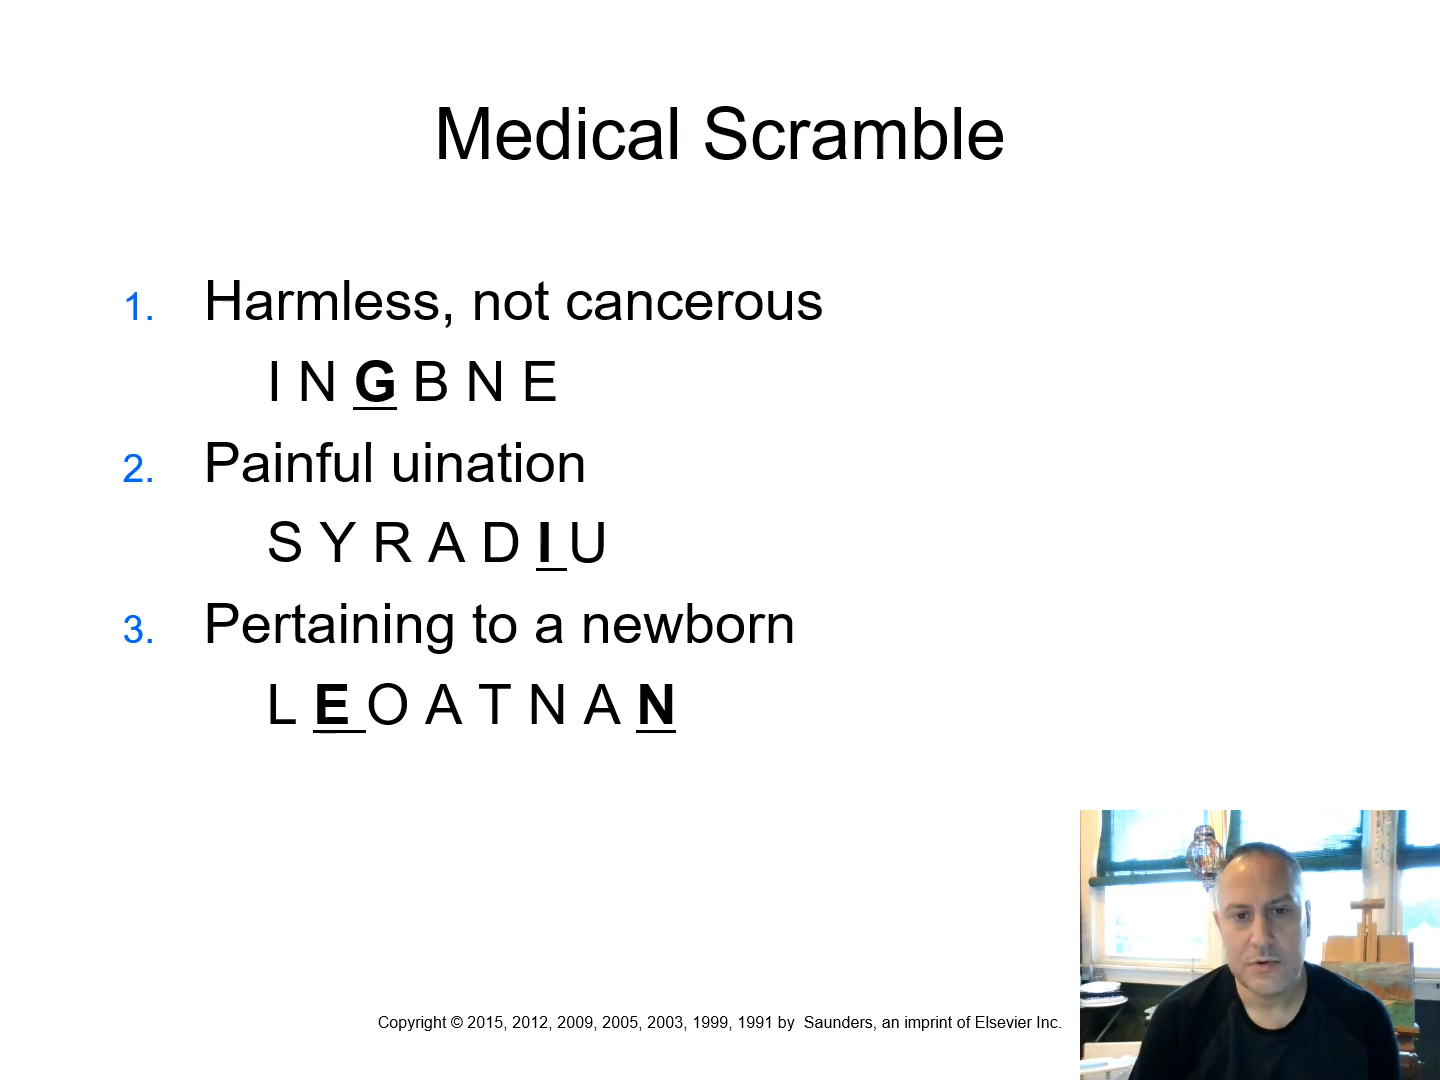 Medical Scramble
1. Harmless, not cancerous
I N G B N E
2. Painful uination
S Y R A D I U
3. Pertaining to a newborn
L E O A T N A N
Copyright © 2015, 2012, 2009, 2005, 2003, 1999, 1991 by Saunders, an imprint of Elsevier Inc.